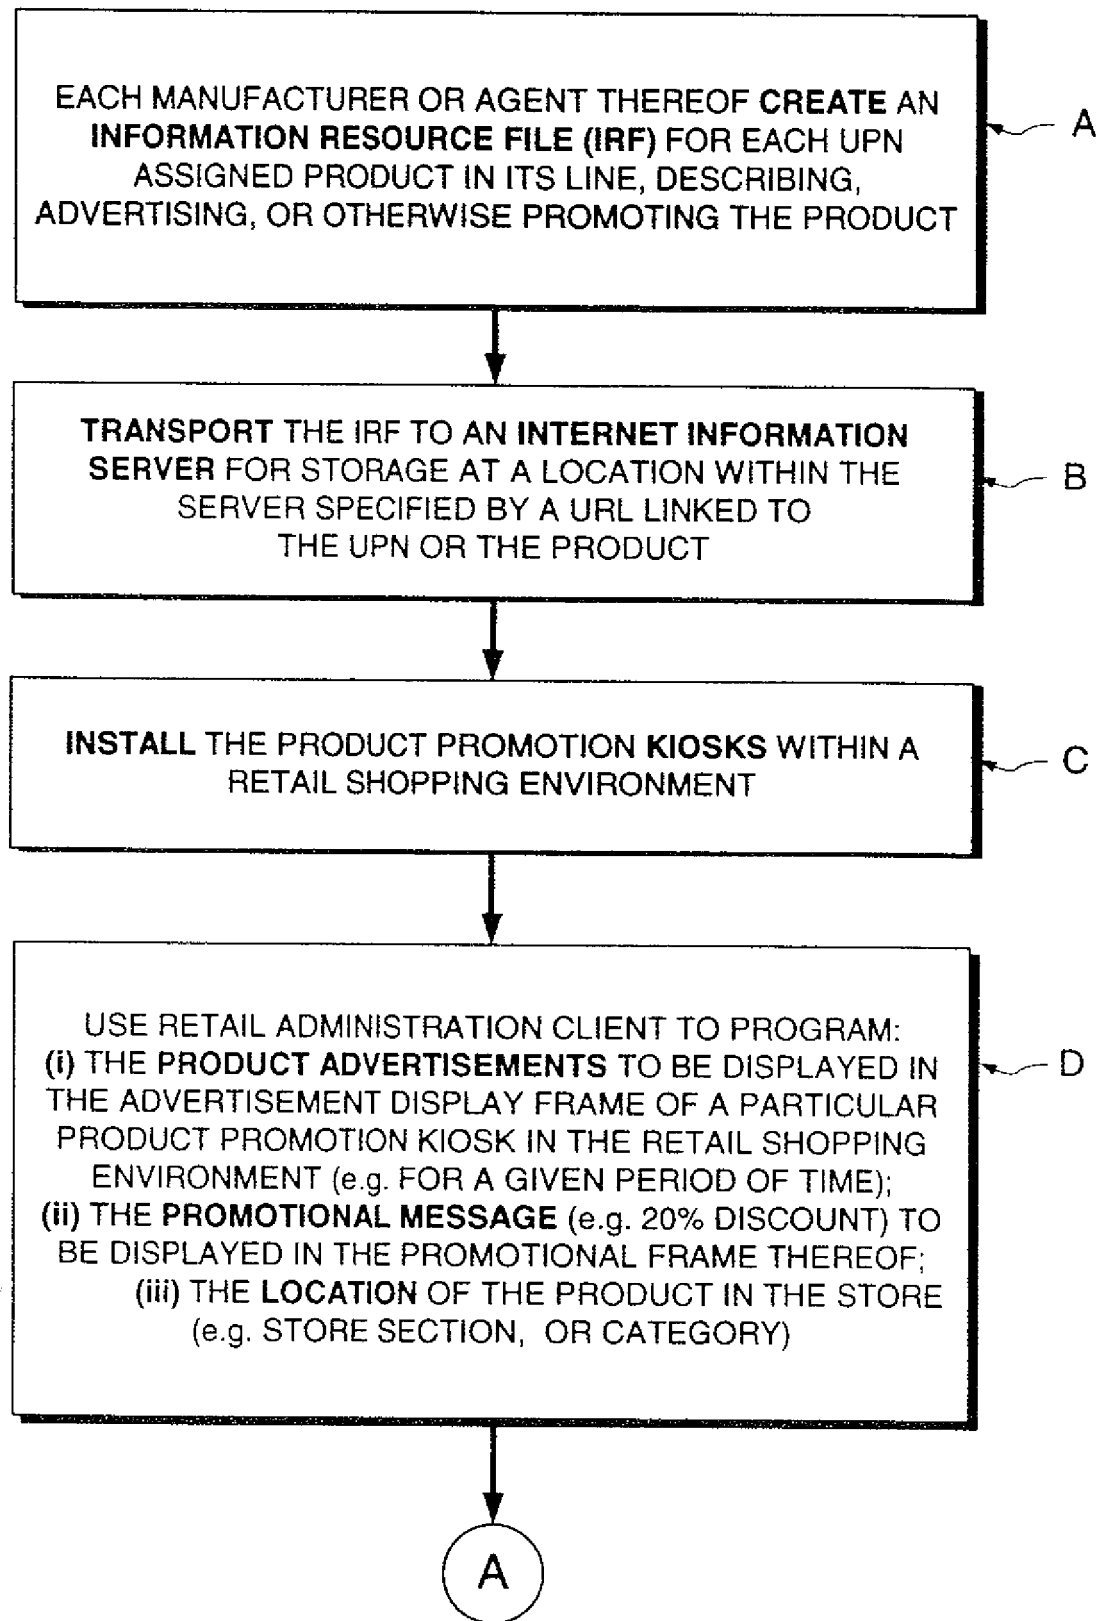 EACH MANUFACTURER OR AGENT THEREOF CREATE AN
INFORMATION RESOURCE FILE (IRF) FOR EACH UPN
ASSIGNED PRODUCT IN ITS LINE, DESCRIBING,
ADVERTISING, OR OTHERWISE PROMOTING THE PRODUCT
A
TRANSPORT THE IRF TO AN INTERNET INFORMATION
SERVER FOR STORAGE AT A LOCATION WITHIN THE
SERVER SPECIFIED BY A URL LINKED TO
THE UPN OR THE PRODUCT
B
INSTALL THE PRODUCT PROMOTION KIOSKS WITHIN A
RETAIL SHOPPING ENVIRONMENT
C
USE RETAIL ADMINISTRATION CLIENT TO PROGRAM:
(i) THE PRODUCT ADVERTISEMENTS TO BE DISPLAYED IN
THE ADVERTISEMENT DISPLAY FRAME OF A PARTICULAR
PRODUCT PROMOTION KIOSK IN THE RETAIL SHOPPING
ENVIRONMENT (e.g. FOR A GIVEN PERIOD OF TIME);
(ii) THE PROMOTIONAL MESSAGE (e.g. 20% DISCOUNT) TO
BE DISPLAYED IN THE PROMOTIONAL FRAME THEREOF;
(iii) THE LOCATION OF THE PRODUCT IN THE STORE
(e.g. STORE SECTION, OR CATEGORY)
D
A